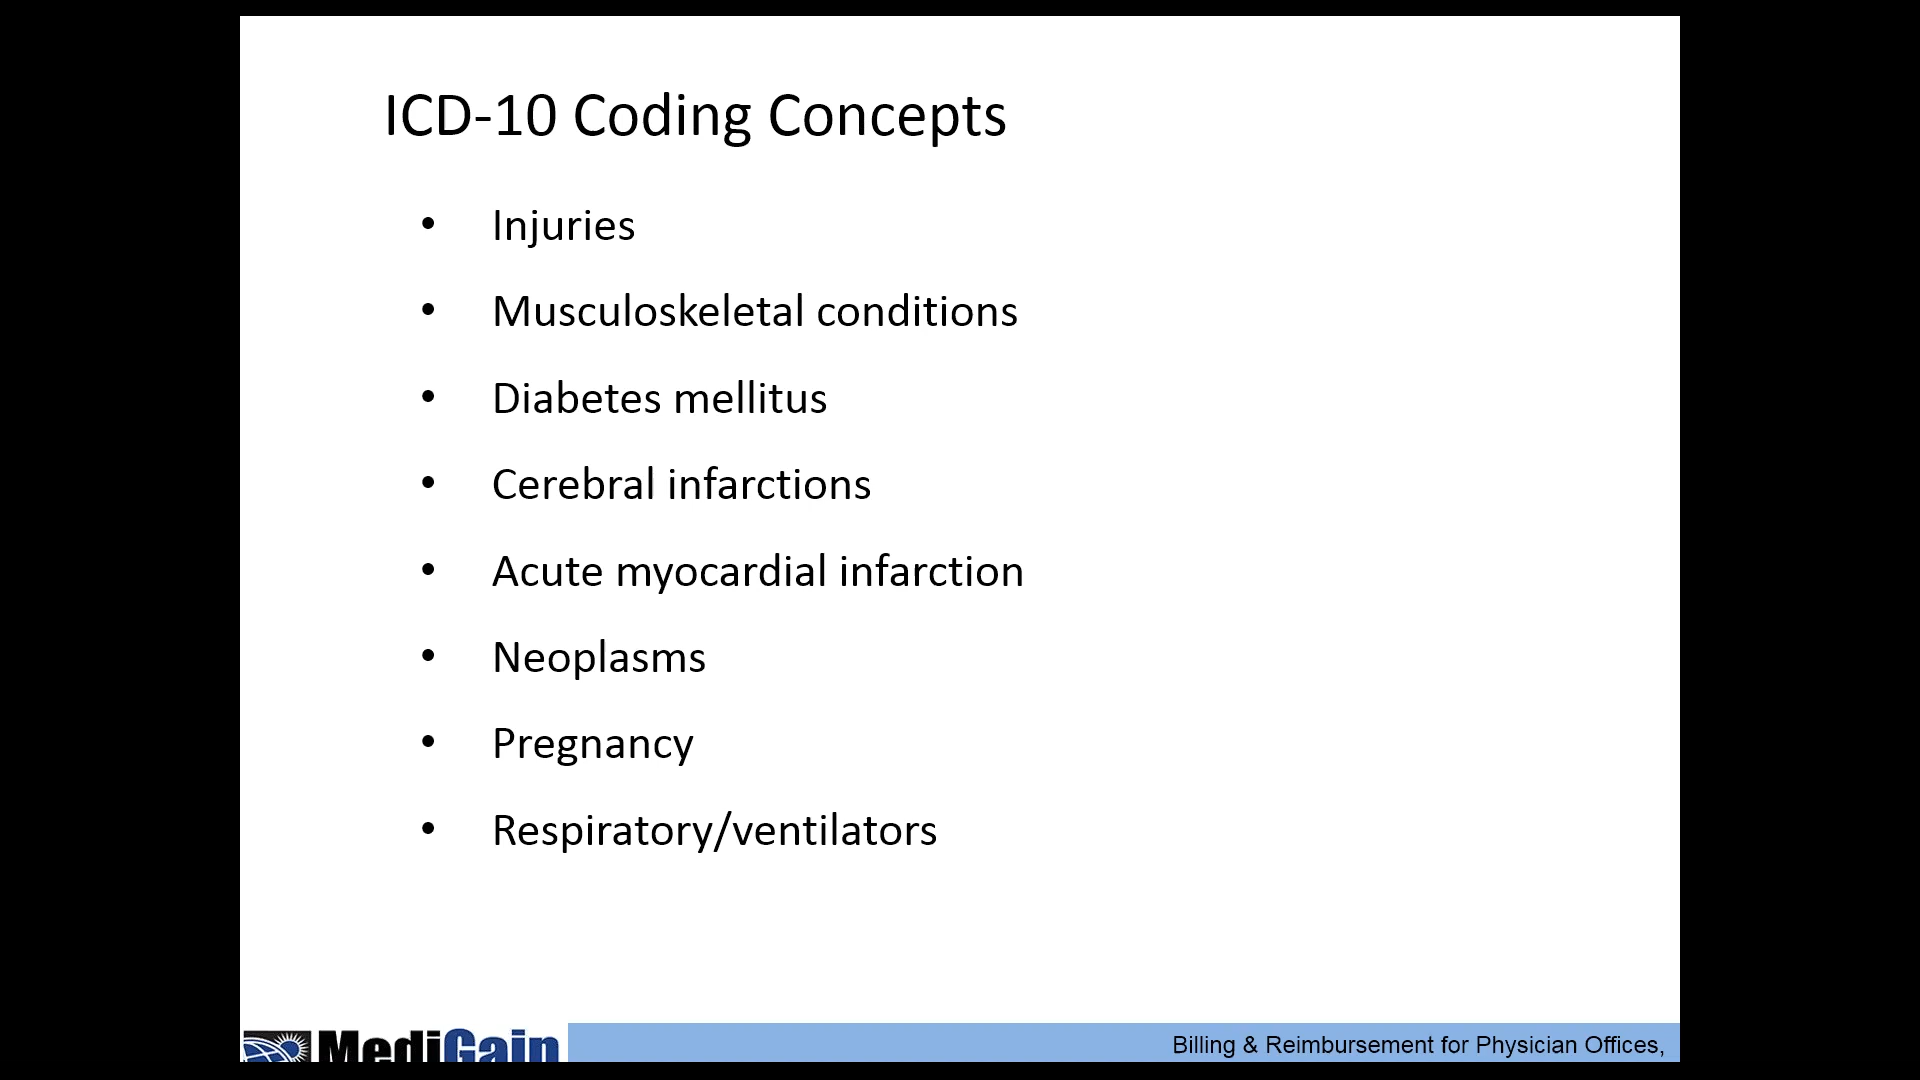 ICD-10 Coding Concepts
• Injuries
• Musculoskeletal conditions
• Diabetes mellitus
• Cerebral infarctions
• Acute myocardial infarction
• Neoplasms
• Pregnancy
• Respiratory/ventilators
MediGain
Billing & Reimbursement for Physician Offices,